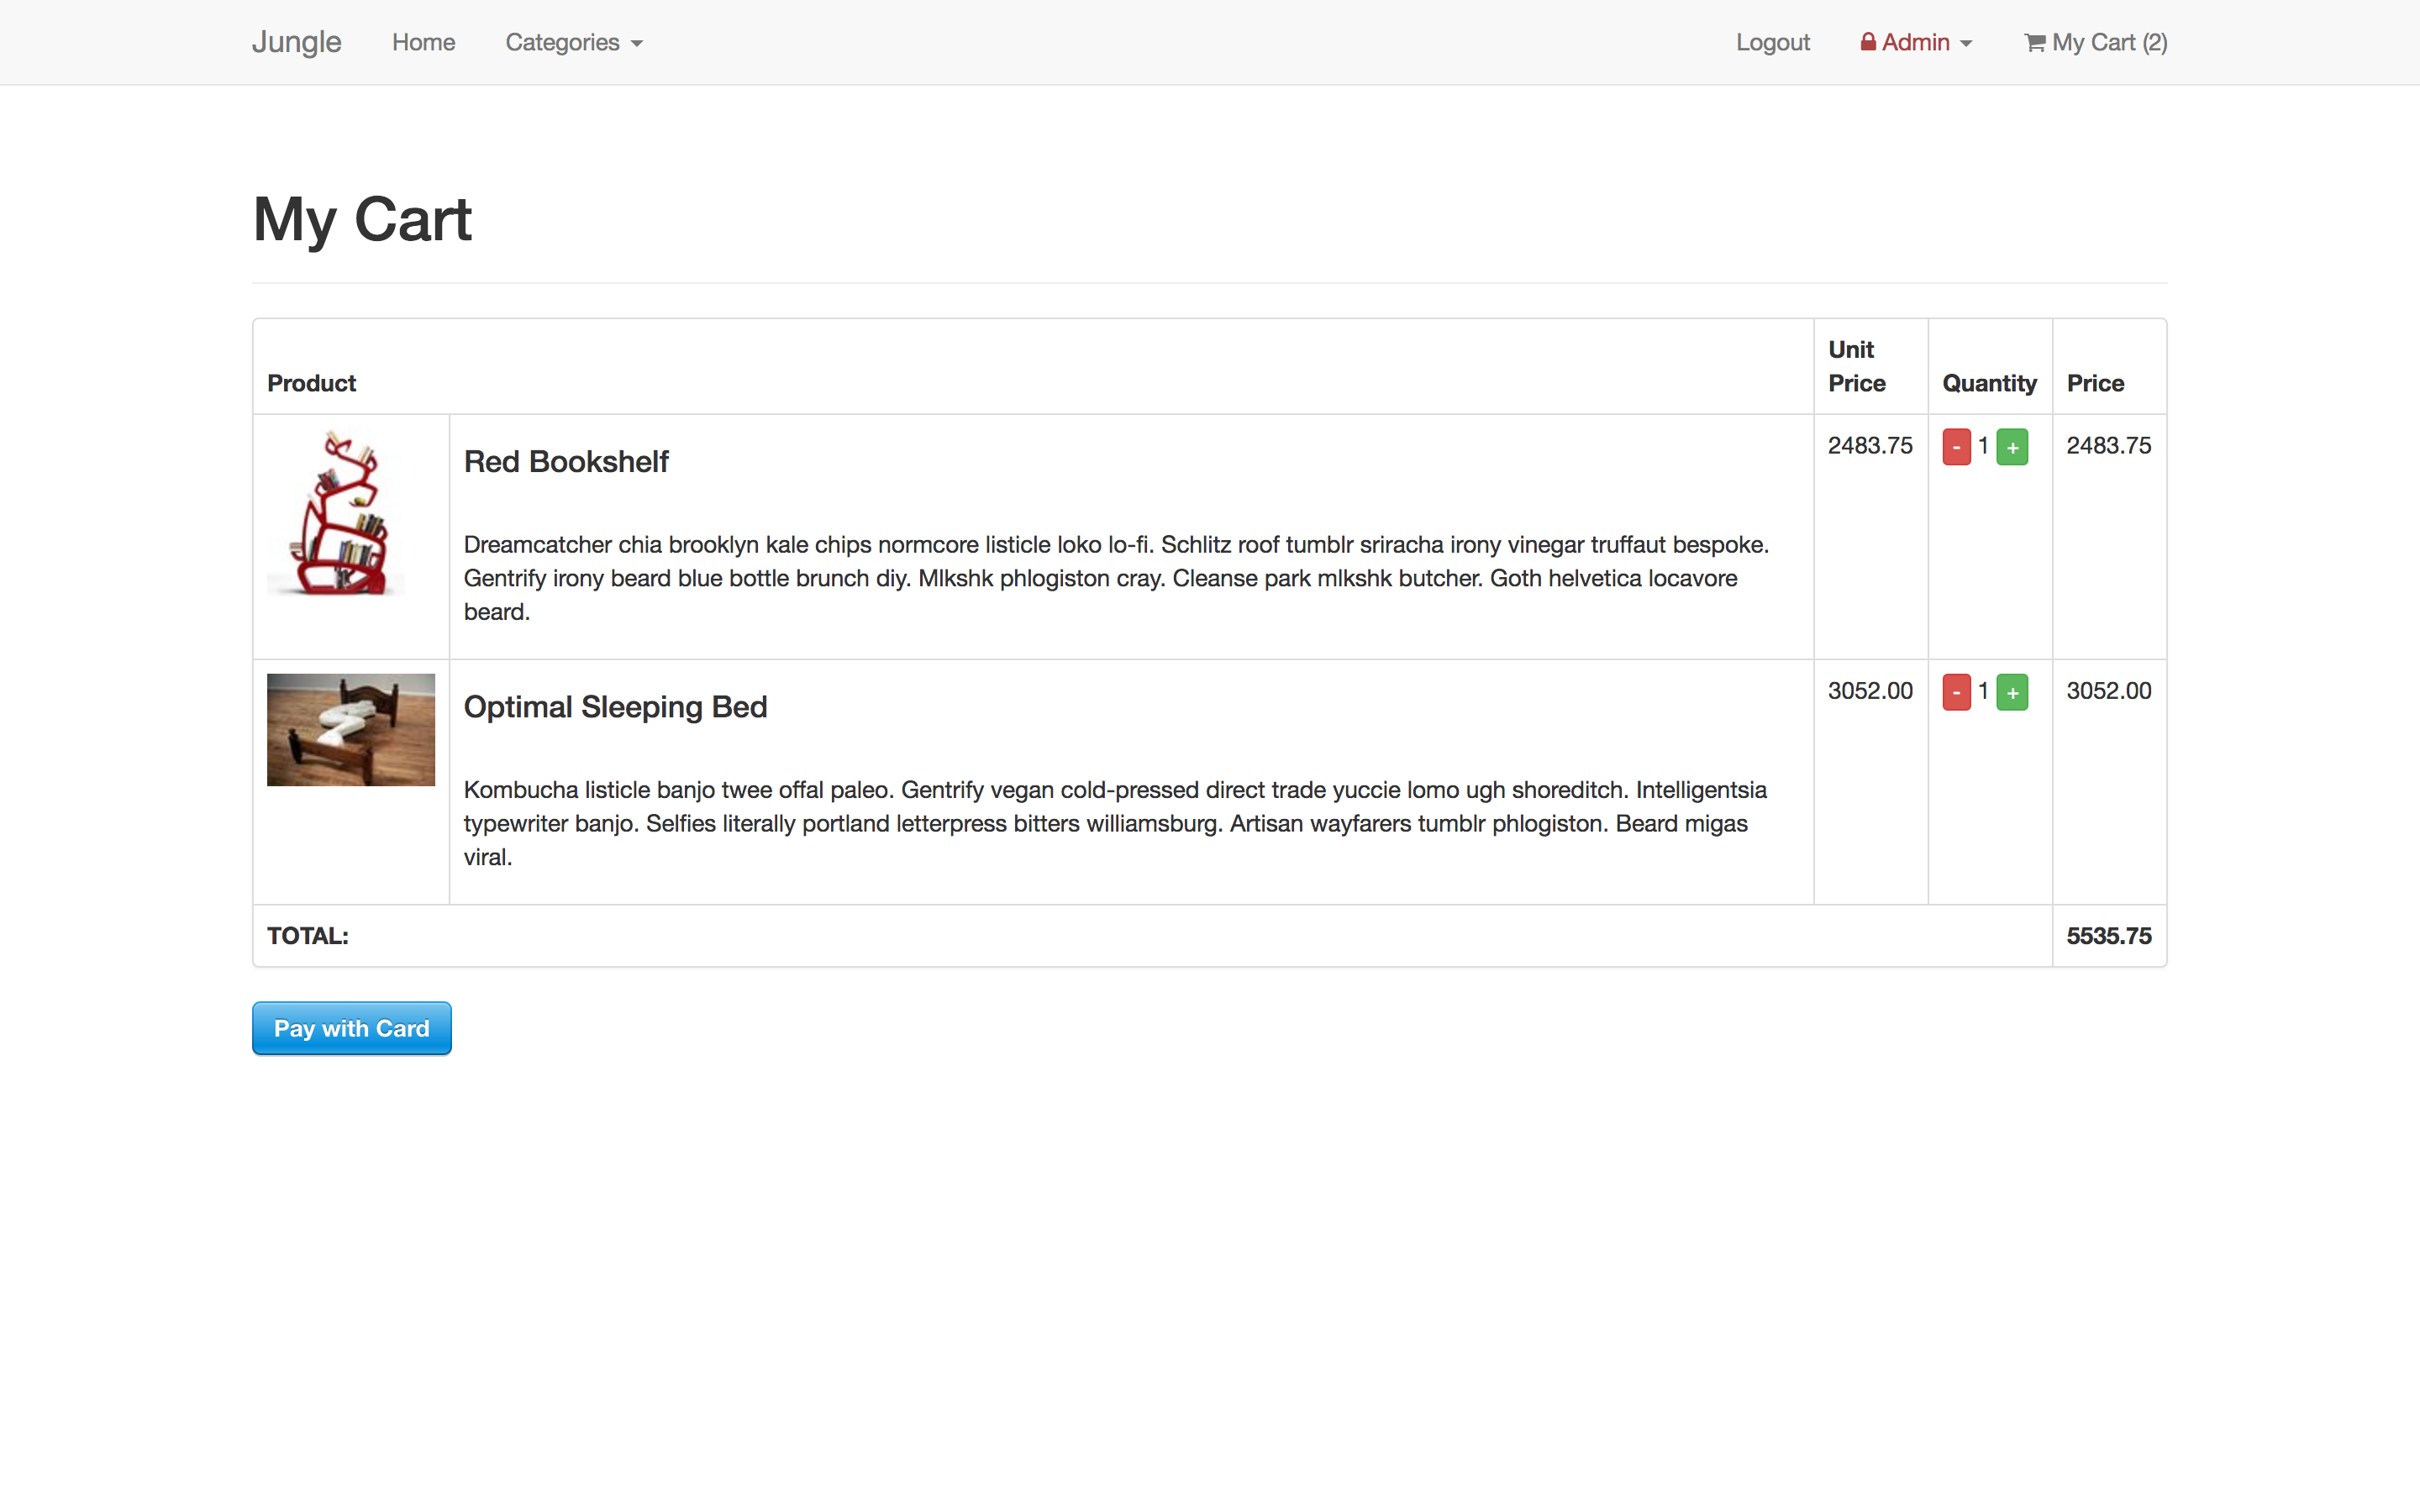 Jungle Home Categories Logout Admin My Cart (2)
My Cart
Product Unit Price Quantity Price
Red Bookshelf 2483.75 - 1 + 2483.75
Dreamcatcher chia brooklyn kale chips normcore listicle loko lo-fi. Schlitz roof tumblr sriracha irony vinegar truffaut bespoke.
Gentrify irony beard blue bottle brunch diy. Mlkshk phlogiston cray. Cleanse park mlkshk butcher. Goth helvetica locavore
beard.
Optimal Sleeping Bed 3052.00 - 1 + 3052.00
Kombucha listicle banjo twee offal paleo. Gentrify vegan cold-pressed direct trade yuccie lomo ugh shoreditch. Intelligentsia
typewriter banjo. Selfies literally portland letterpress bitters williamsburg. Artisan wayfarers tumblr phlogiston. Beard migas
viral.
TOTAL: 5535.75
Pay with Card